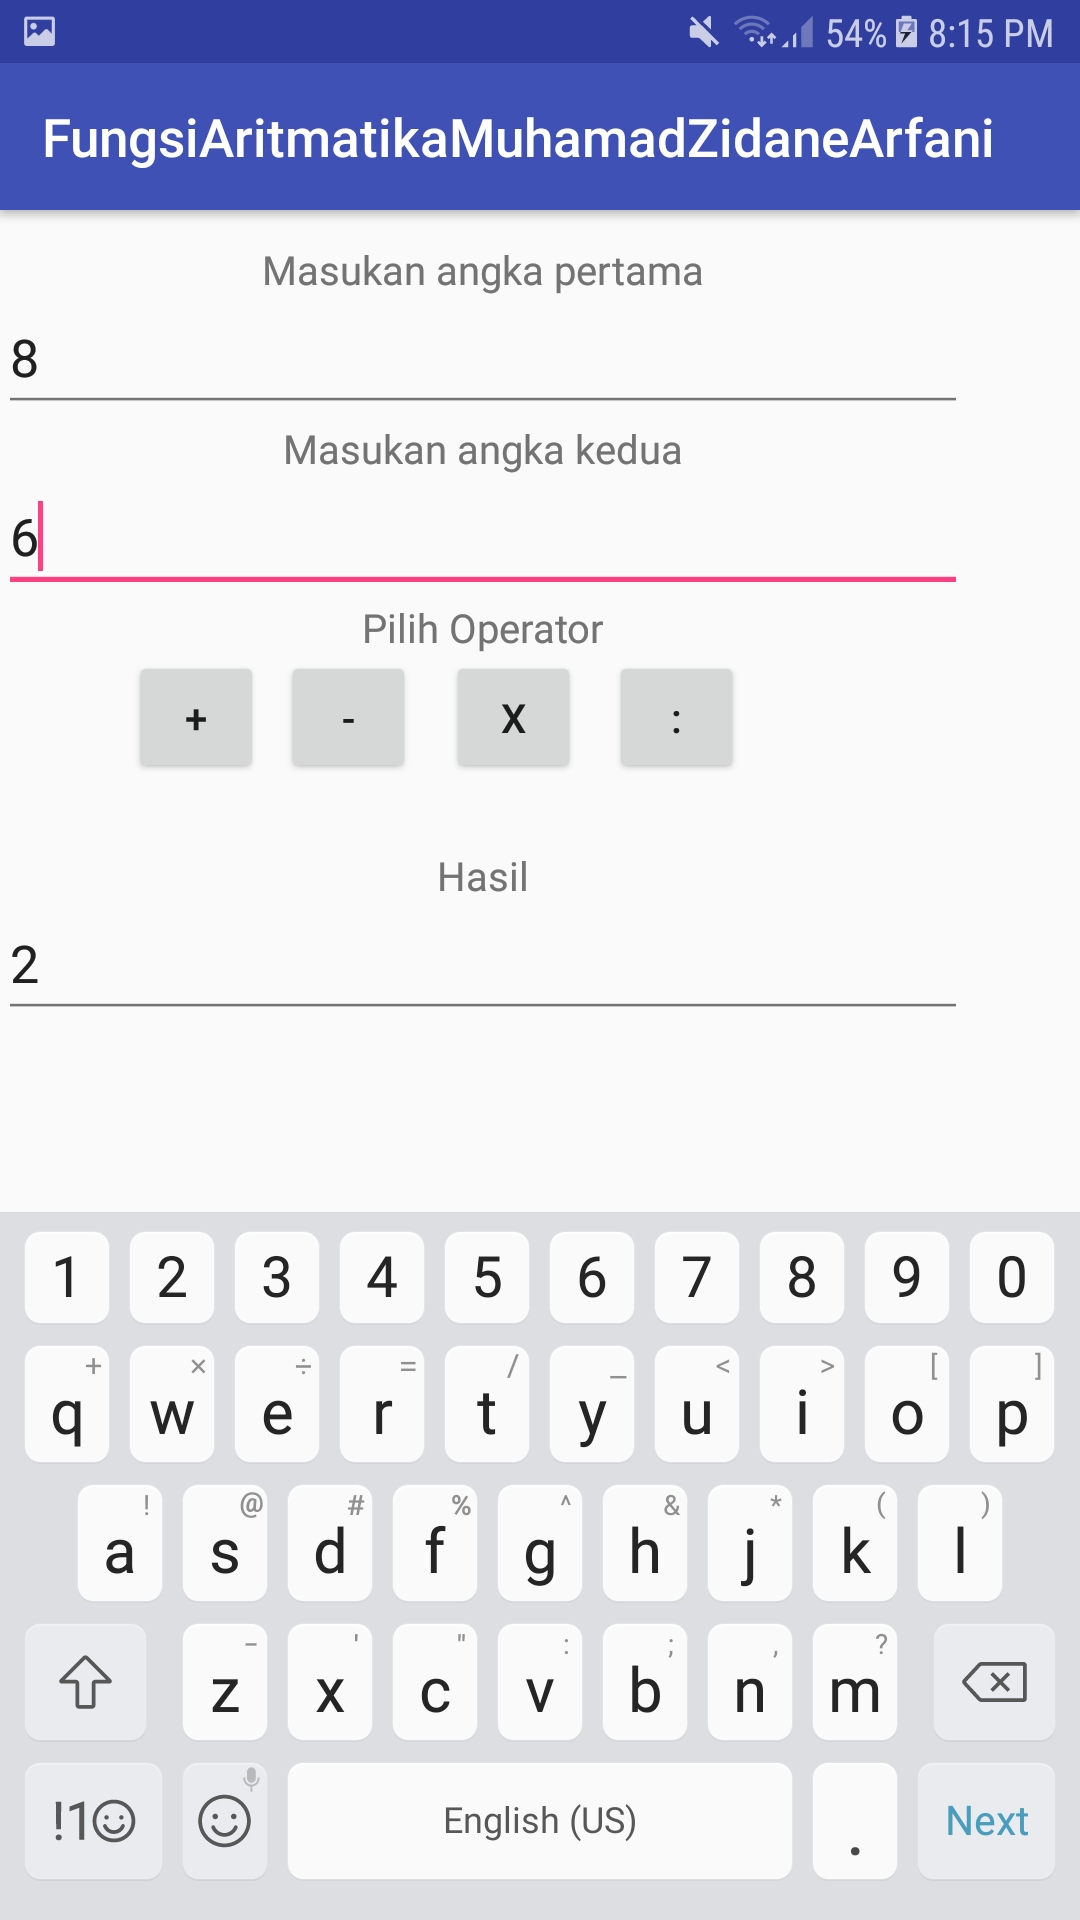 54% 8:15 PM
FungsiAritmatikaMuhamadZidaneArfani
Masukan angka pertama
8
Masukan angka kedua
6
Pilih Operator
+ - X :
Hasil
2
1 2 3 4 5 6 7 8 9 0
+ × ÷ = / _ < > [ ]
q w e r t y u i o p
! @ # % ^ & * ( )
a s d f g h j k l
- ' " : ; , ?
z x c v b n m
!1☺ English (US) . Next